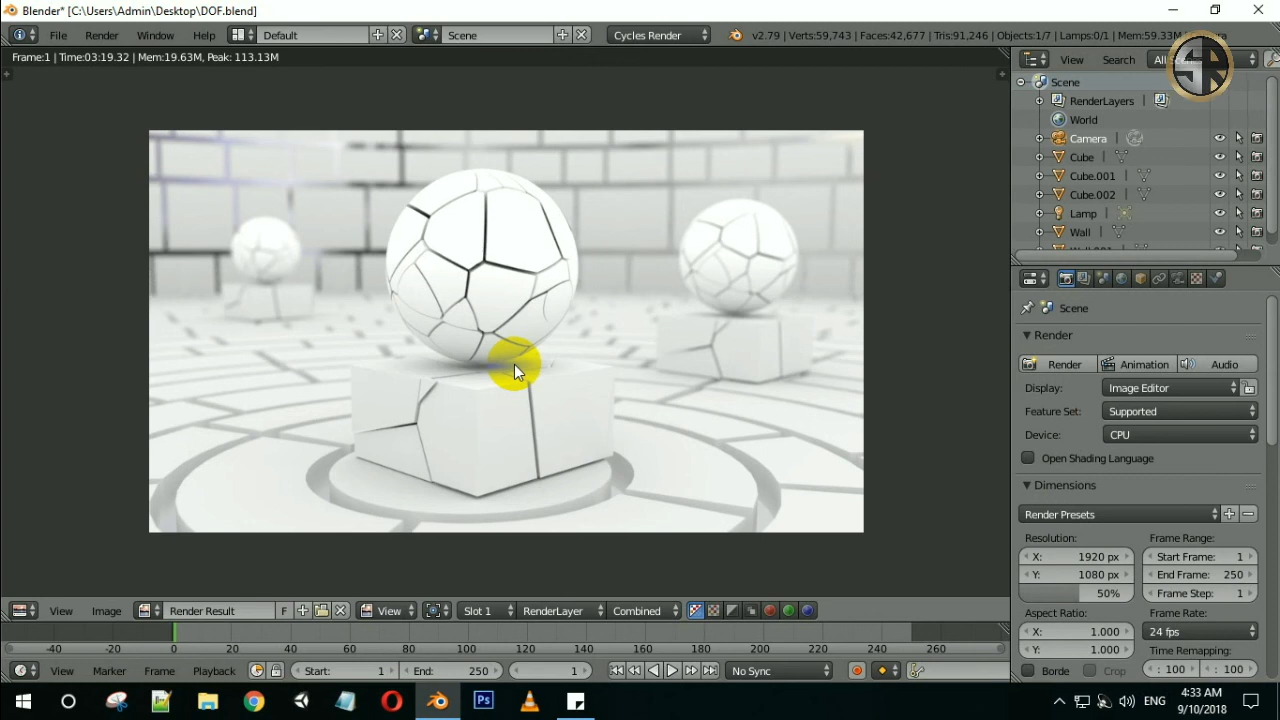 Blender* [C:\Users\Admin\Desktop\DOF.blend]
File Render Window Help Default Scene Cycles Render v2.79 | Verts:59,743 | Faces:42,677 | Tris:91,246 | Objects:1/7 | Lamps:0/1 | Mem:59.33M
Frame:1 | Time:03:19.32 | Mem:19.63M, Peak: 113.13M
View Search All
Scene
RenderLayers
World
Camera
Cube
Cube.001
Cube.002
Lamp
Wall
Wall.001
Scene
Render
Render Animation Audio
Display: Image Editor
Feature Set: Supported
Device: CPU
Open Shading Language
Dimensions
Render Presets
Resolution: Frame Range:
X: 1920 px Start Frame: 1
Y: 1080 px End Frame: 250
50% Frame Step: 1
Aspect Ratio: Frame Rate:
X: 1.000 24 fps
Y: 1.000 Time Remapping:
Borde Crop : 100 : 100
View Image Render Result F View Slot 1 RenderLayer Combined
-40 -20 0 20 40 60 80 100 120 140 160 180 200 220 240 260
View Marker Frame Playback Start: 1 End: 250 1 No Sync
Ps ENG 4:33 AM
9/10/2018